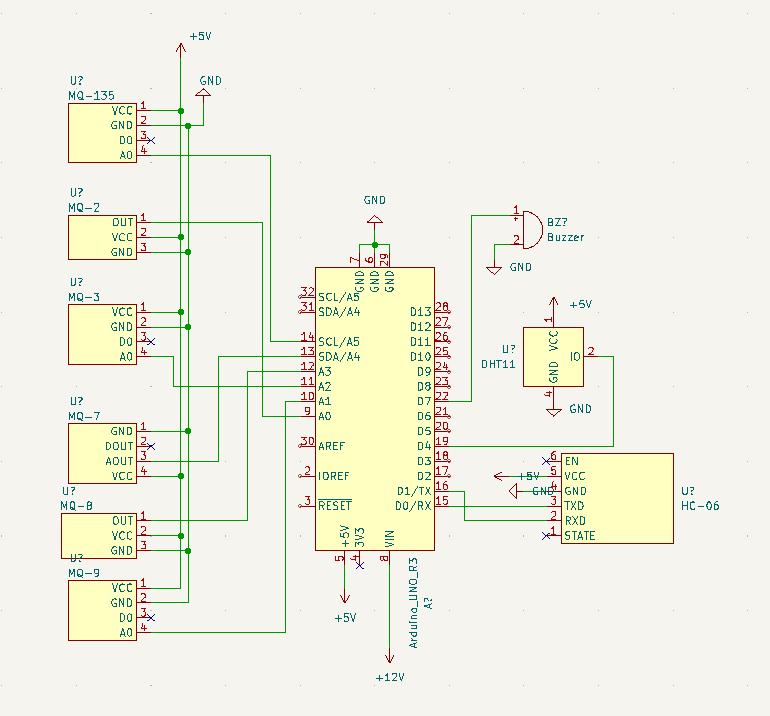 +5V
GND
U?
MQ-135
VCC 1
GND 2
DO 3
AO 4
U?
MQ-2
OUT 1
VCC 2
GND 3
U?
MQ-3
VCC 1
GND 2
DO 3
AO 4
U?
MQ-7
GND 1
DOUT 2
AOUT 3
VCC 4
U?
MQ-8
OUT 1
VCC 2
GND 3
U?
MQ-9
VCC 1
GND 2
DO 3
AO 4
GND
7 6 29
GND GND GND
32 SCL/A5
31 SDA/A4
14 SCL/A5
13 SDA/A4
12 A3
11 A2
10 A1
9 A0
30 AREF
2 IOREF
3 RESET
D13 28
D12 27
D11 26
D10 25
D9 24
D8 23
D7 22
D6 21
D5 20
D4 19
D3 18
D2 17
D1/TX 16
D0/RX 15
+5V 3V3 VIN
5 4 8
Arduino_UNO_R3
A?
+5V
+12V
1
+
2
BZ?
Buzzer
GND
+5V
1
U?
DHT11
VCC
GND
IO 2
4
GND
6 EN
5 VCC
4 GND
3 TXD
2 RXD
1 STATE
+5V
GND
U?
HC-06